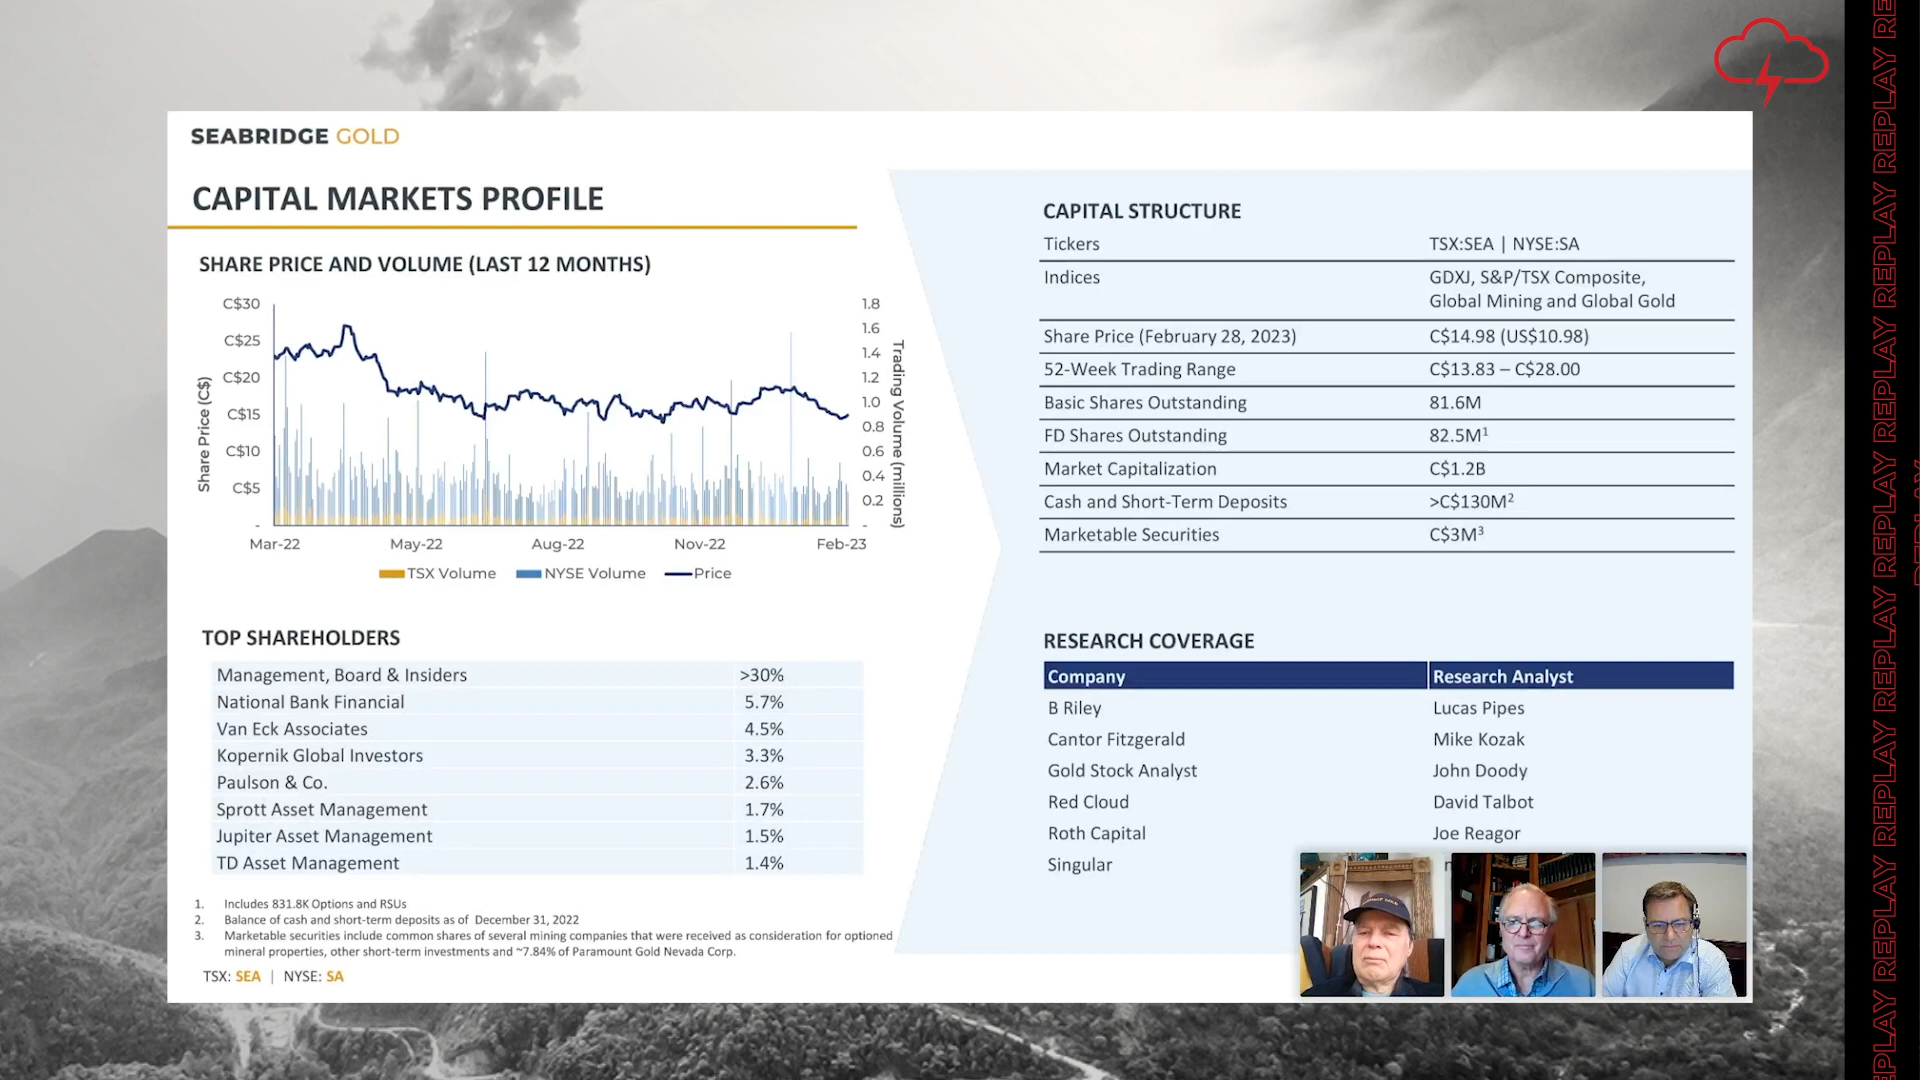 SEABRIDGE GOLD
CAPITAL MARKETS PROFILE
SHARE PRICE AND VOLUME (LAST 12 MONTHS)
C$30
C$25
C$20
C$15
C$10
C$5
-
Share Price (C$)
1.8
1.6
1.4
1.2
1.0
0.8
0.6
0.4
0.2
-
Trading Volume (millions)
Mar-22 May-22 Aug-22 Nov-22 Feb-23
TSX Volume NYSE Volume Price
TOP SHAREHOLDERS
Management, Board & Insiders >30%
National Bank Financial 5.7%
Van Eck Associates 4.5%
Kopernik Global Investors 3.3%
Paulson & Co. 2.6%
Sprott Asset Management 1.7%
Jupiter Asset Management 1.5%
TD Asset Management 1.4%
1. Includes 831.8K Options and RSUs
2. Balance of cash and short-term deposits as of December 31, 2022
3. Marketable securities include common shares of several mining companies that were received as consideration for optioned
mineral properties, other short-term investments and ~7.84% of Paramount Gold Nevada Corp.
TSX: SEA | NYSE: SA
CAPITAL STRUCTURE
Tickers TSX:SEA | NYSE:SA
Indices GDXJ, S&P/TSX Composite,
Global Mining and Global Gold
Share Price (February 28, 2023) C$14.98 (US$10.98)
52-Week Trading Range C$13.83 – C$28.00
Basic Shares Outstanding 81.6M
FD Shares Outstanding 82.5M¹
Market Capitalization C$1.2B
Cash and Short-Term Deposits >C$130M²
Marketable Securities C$3M³
RESEARCH COVERAGE
Company Research Analyst
B Riley Lucas Pipes
Cantor Fitzgerald Mike Kozak
Gold Stock Analyst John Doody
Red Cloud David Talbot
Roth Capital Joe Reagor
Singular
REPLAY REPLAY REPLAY REPLAY REPLAY REPLAY REPLAY REPLAY REPLAY
REPLAY